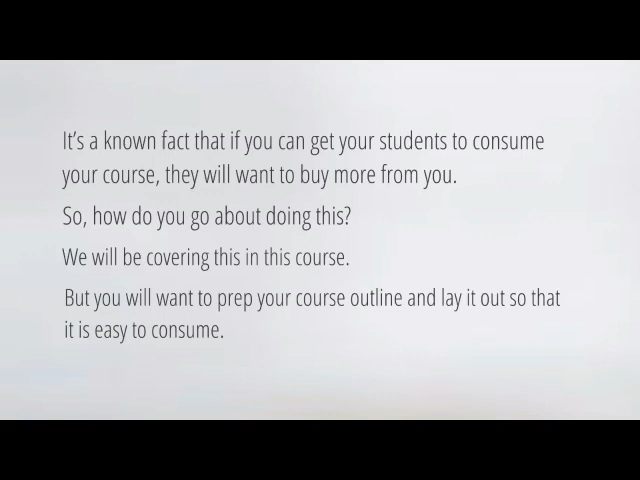 It's a known fact that if you can get your students to consume
your course, they will want to buy more from you.
So, how do you go about doing this?
We will be covering this in this course.
But you will want to prep your course outline and lay it out so that
it is easy to consume.